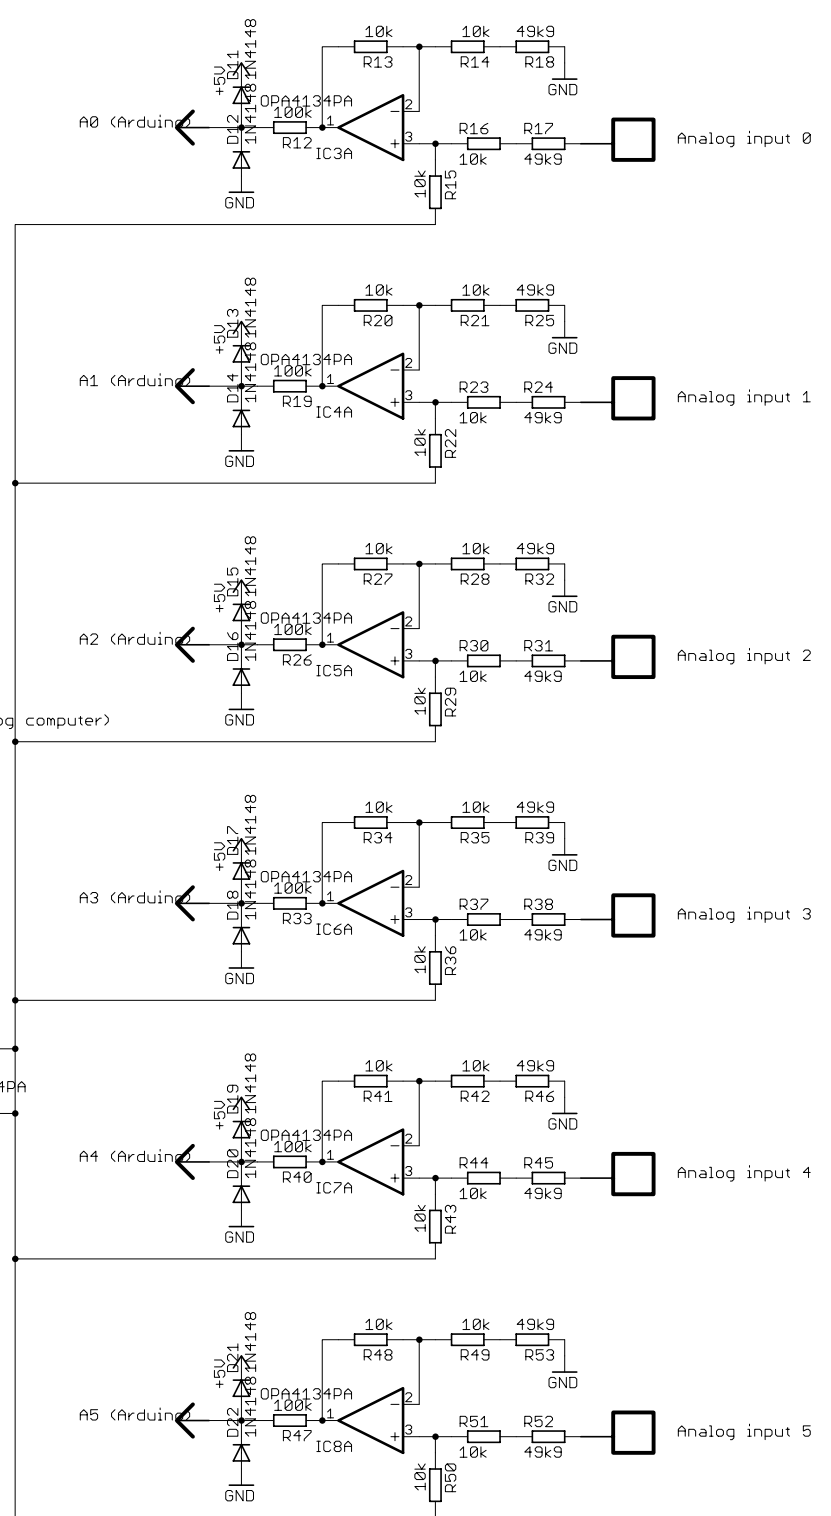 10k 10k 49k9
R13 R14 R18
GND
D11 1N4148
+5V
OPA4134PA
100k
A0 (Arduino)
D12 1N4148
R12 1 IC3A
2
3
R16 R17
10k 49k9
Analog input 0
10k R15
GND
10k 10k 49k9
R20 R21 R25
GND
D13 1N4148
+5V
OPA4134PA
100k
A1 (Arduino)
D14 1N4148
R19 1 IC4A
2
3
R23 R24
10k 49k9
Analog input 1
10k R22
GND
10k 10k 49k9
R27 R28 R32
GND
D15 1N4148
+5V
OPA4134PA
100k
A2 (Arduino)
D16 1N4148
R26 1 IC5A
2
3
R30 R31
10k 49k9
Analog input 2
10k R29
GND
og computer)
10k 10k 49k9
R34 R35 R39
GND
D17 1N4148
+5V
OPA4134PA
100k
A3 (Arduino)
D18 1N4148
R33 1 IC6A
2
3
R37 R38
10k 49k9
Analog input 3
10k R36
GND
4PA
10k 10k 49k9
R41 R42 R46
GND
D19 1N4148
+5V
OPA4134PA
100k
A4 (Arduino)
D20 1N4148
R40 1 IC7A
2
3
R44 R45
10k 49k9
Analog input 4
10k R43
GND
10k 10k 49k9
R48 R49 R53
GND
D21 1N4148
+5V
OPA4134PA
100k
A5 (Arduino)
D22 1N4148
R47 1 IC8A
2
3
R51 R52
10k 49k9
Analog input 5
10k R50
GND